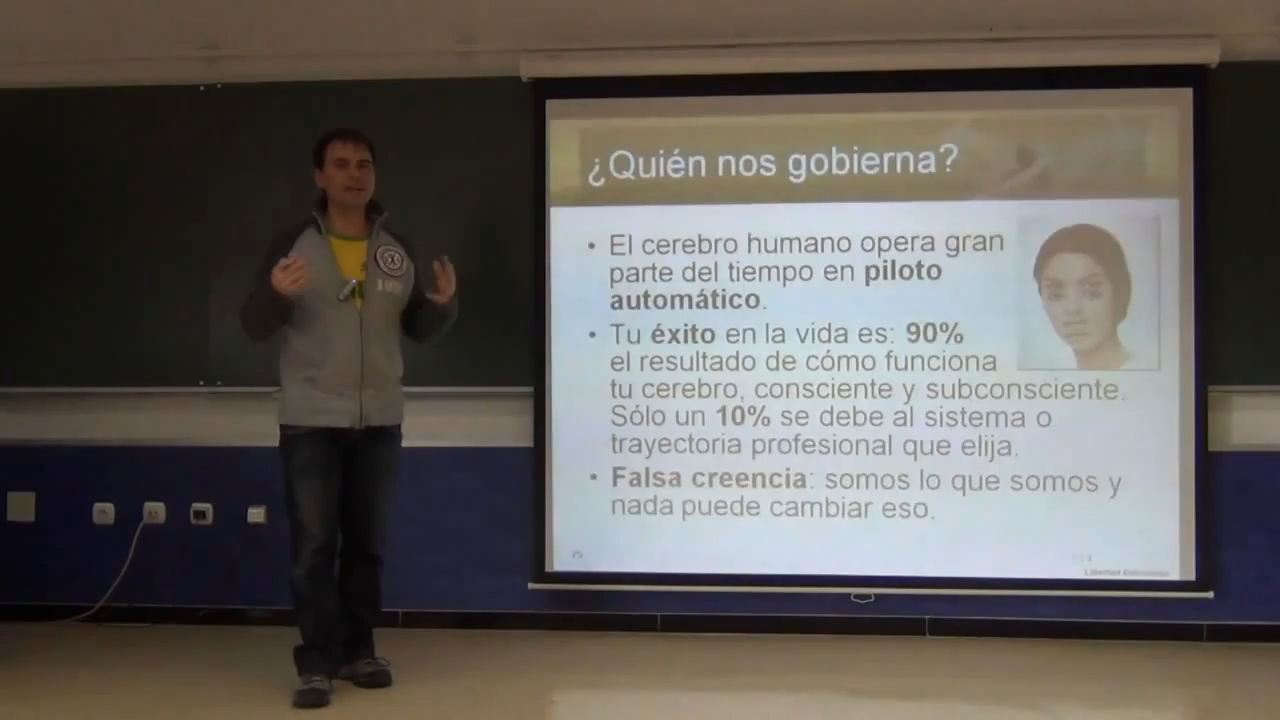 ¿Quién nos gobierna?
• El cerebro humano opera gran
parte del tiempo en piloto
automático.
• Tu éxito en la vida es: 90%
el resultado de cómo funciona
tu cerebro, consciente y subconsciente.
Sólo un 10% se debe al sistema o
trayectoria profesional que elija.
• Falsa creencia: somos lo que somos y
nada puede cambiar eso.